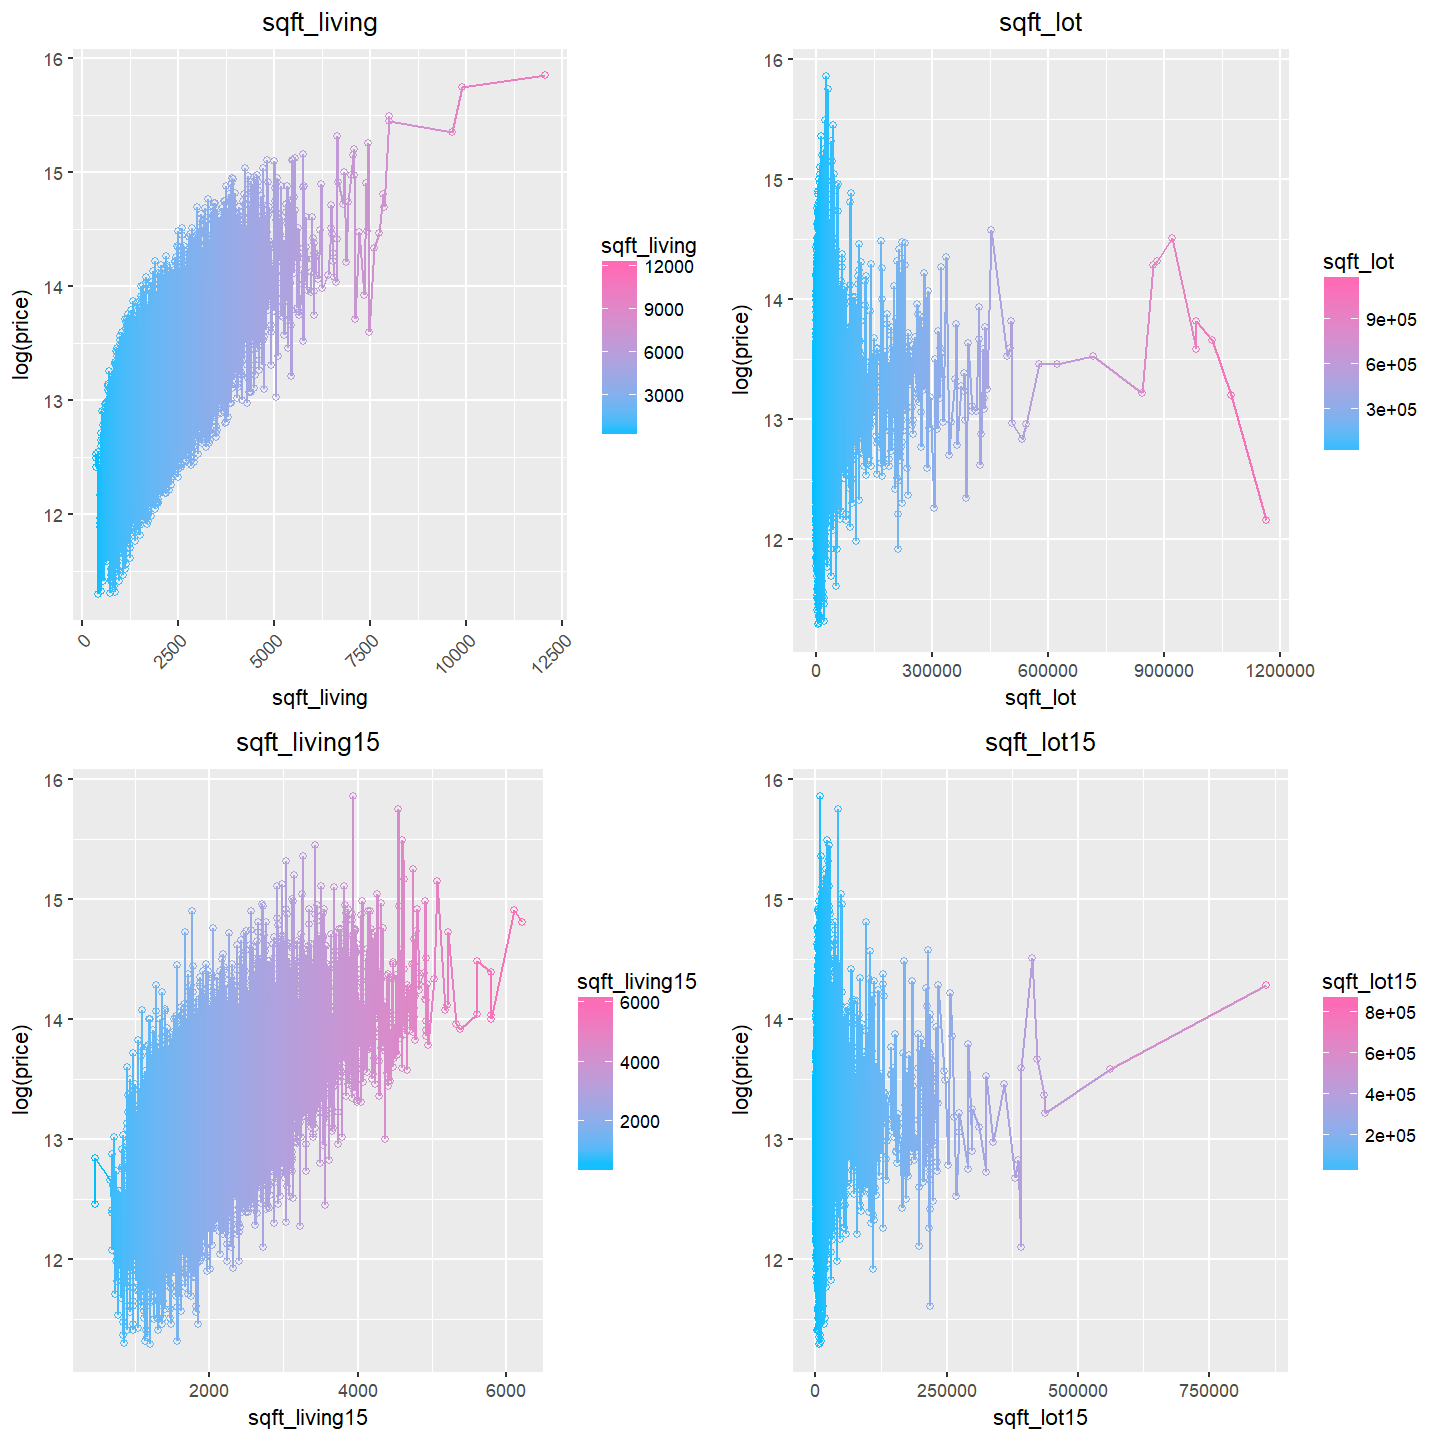 sqft_living
16
15
14
13
12
log(price)
0
2500
5000
7500
10000
12500
sqft_living
sqft_living
12000
9000
6000
3000
sqft_lot
16
15
14
13
12
log(price)
0
300000
600000
900000
1200000
sqft_lot
sqft_lot
9e+05
6e+05
3e+05
sqft_living15
16
15
14
13
12
log(price)
2000
4000
6000
sqft_living15
sqft_living15
6000
4000
2000
sqft_lot15
16
15
14
13
12
log(price)
0
250000
500000
750000
sqft_lot15
sqft_lot15
8e+05
6e+05
4e+05
2e+05